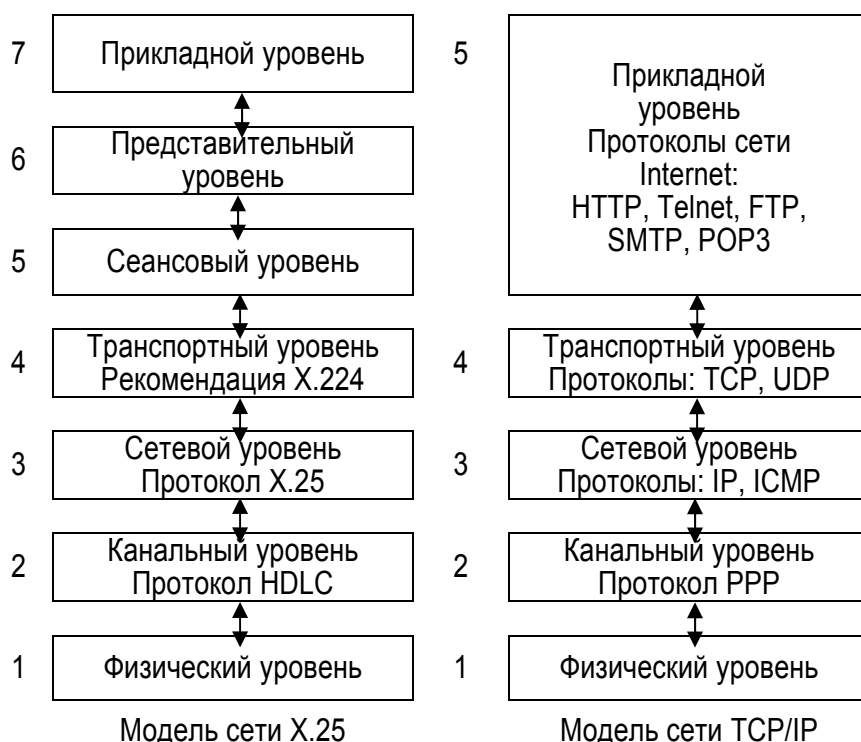 7
Прикладной уровень
6
Представительный
уровень
5
Сеансовый уровень
4
Транспортный уровень
Рекомендация X.224
3
Сетевой уровень
Протокол X.25
2
Канальный уровень
Протокол HDLC
1
Физический уровень
Модель сети X.25
5
Прикладной
уровень
Протоколы сети
Internet:
HTTP, Telnet, FTP,
SMTP, POP3
4
Транспортный уровень
Протоколы: TCP, UDP
3
Сетевой уровень
Протоколы: IP, ICMP
2
Канальный уровень
Протокол PPP
1
Физический уровень
Модель сети TCP/IP